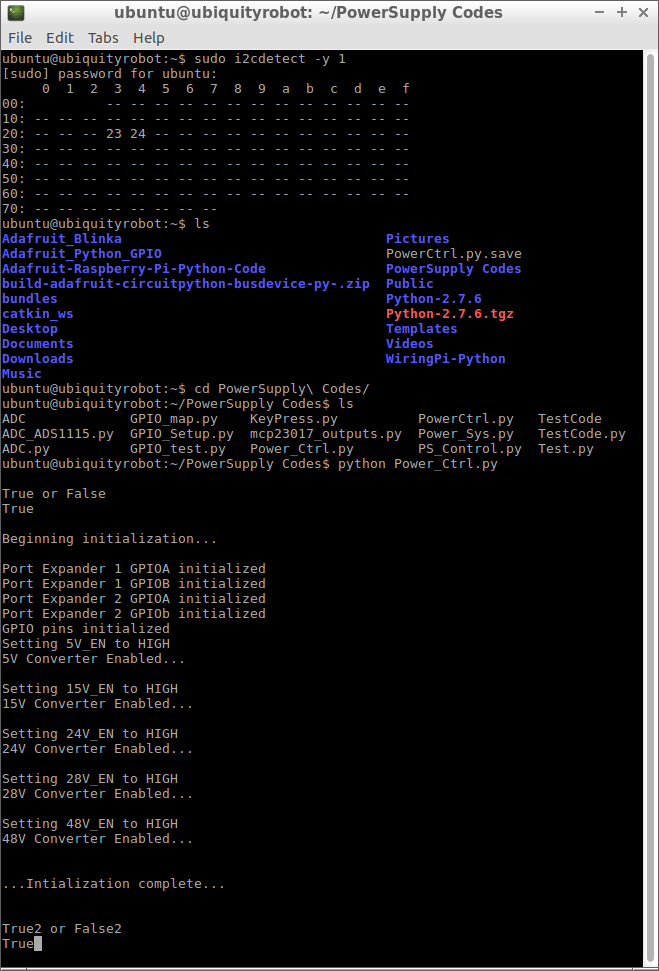 ubuntu@ubiquityrobot: ~/PowerSupply Codes
File Edit Tabs Help
ubuntu@ubiquityrobot:~$ sudo i2cdetect -y 1
[sudo] password for ubuntu:
     0  1  2  3  4  5  6  7  8  9  a  b  c  d  e  f
00:          -- -- -- -- -- -- -- -- -- -- -- -- --
10: -- -- -- -- -- -- -- -- -- -- -- -- -- -- -- --
20: -- -- -- 23 24 -- -- -- -- -- -- -- -- -- -- --
30: -- -- -- -- -- -- -- -- -- -- -- -- -- -- -- --
40: -- -- -- -- -- -- -- -- -- -- -- -- -- -- -- --
50: -- -- -- -- -- -- -- -- -- -- -- -- -- -- -- --
60: -- -- -- -- -- -- -- -- -- -- -- -- -- -- -- --
70: -- -- -- -- -- -- -- --
ubuntu@ubiquityrobot:~$ ls
Adafruit_Blinka                                 Pictures
Adafruit_Python_GPIO                            PowerCtrl.py.save
Adafruit-Raspberry-Pi-Python-Code               PowerSupply Codes
build-adafruit-circuitpython-busdevice-py-.zip  Public
bundles                                         Python-2.7.6
catkin_ws                                       Python-2.7.6.tgz
Desktop                                         Templates
Documents                                       Videos
Downloads                                       WiringPi-Python
Music
ubuntu@ubiquityrobot:~$ cd PowerSupply\ Codes/
ubuntu@ubiquityrobot:~/PowerSupply Codes$ ls
ADC             GPIO_map.py    KeyPress.py          PowerCtrl.py   TestCode
ADC_ADS1115.py  GPIO_Setup.py  mcp23017_outputs.py  Power_Sys.py   TestCode.py
ADC.py          GPIO_test.py   Power_Ctrl.py        PS_Control.py  Test.py
ubuntu@ubiquityrobot:~/PowerSupply Codes$ python Power_Ctrl.py
True or False
True
Beginning initialization...
Port Expander 1 GPIOA initialized
Port Expander 1 GPIOB initialized
Port Expander 2 GPIOA initialized
Port Expander 2 GPIOb initialized
GPIO pins initialized
Setting 5V_EN to HIGH
5V Converter Enabled...
Setting 15V_EN to HIGH
15V Converter Enabled...
Setting 24V_EN to HIGH
24V Converter Enabled...
Setting 28V_EN to HIGH
28V Converter Enabled...
Setting 48V_EN to HIGH
48V Converter Enabled...
...Intialization complete...
True2 or False2
True